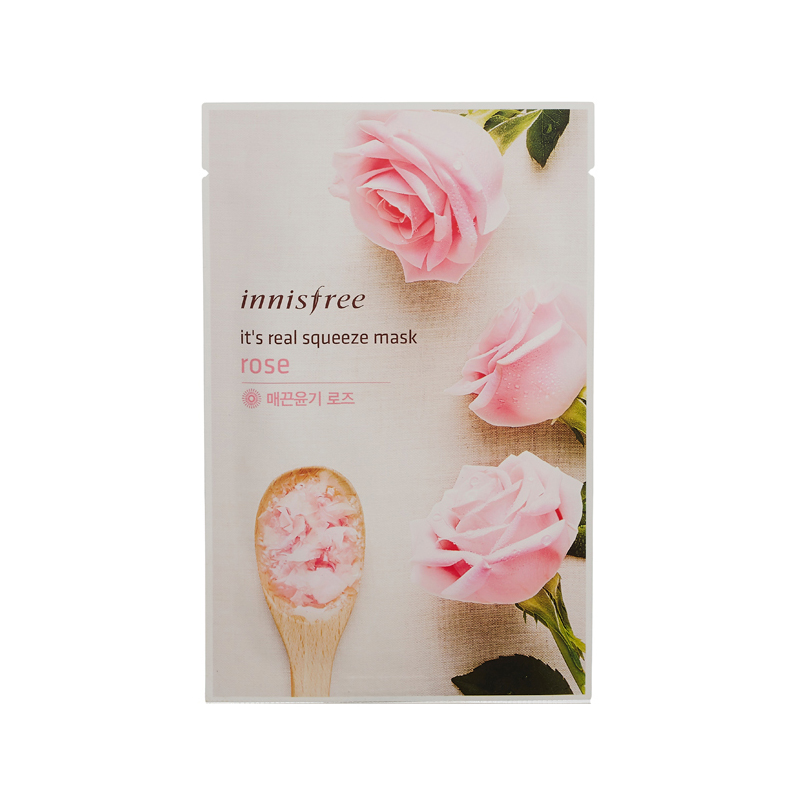 innisfree
it's real squeeze mask
rose
매끈윤기 로즈